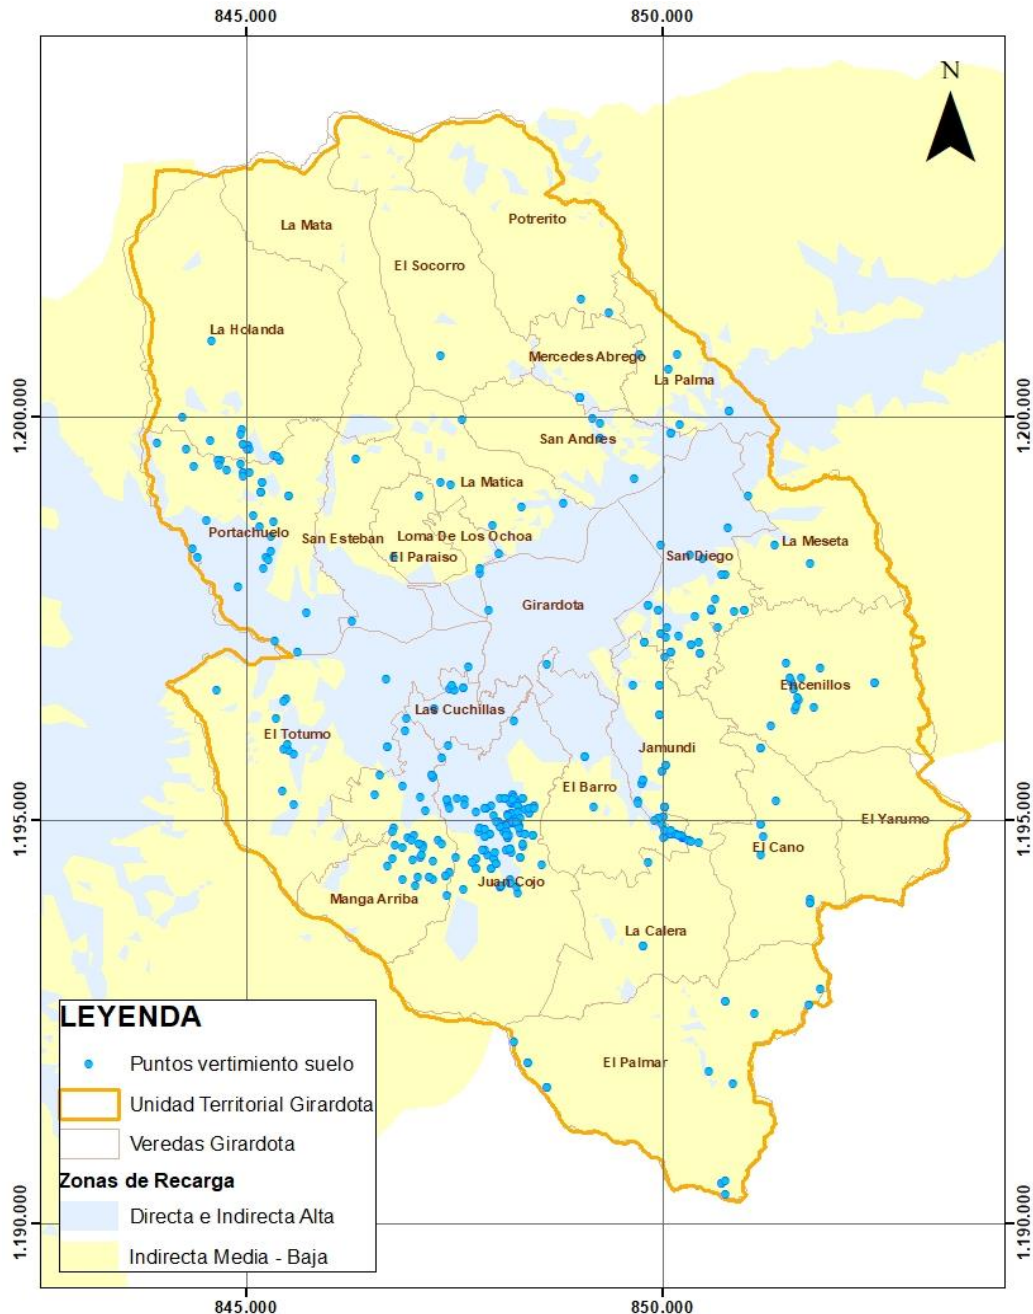 845.000
850.000
N
La Mata
Potrerito
El Socorro
La Holanda
Mercedes Abrego
La Palma
1.200.000
1.200.000
San Andres
La Matica
Portachuelo
San Esteban
Loma De Los Ochoa
El Paraiso
San Diego
La Meseta
Girardota
Encenillos
Las Cuchillas
El Totumo
Jamundi
El Barro
1.195.000
1.195.000
El Yarumo
El Cano
Juan Cojo
Manga Arriba
La Calera
El Palmar
LEYENDA
Puntos vertimiento suelo
Unidad Territorial Girardota
Veredas Girardota
Zonas de Recarga
Directa e Indirecta Alta
Indirecta Media - Baja
1.190.000
1.190.000
845.000
850.000